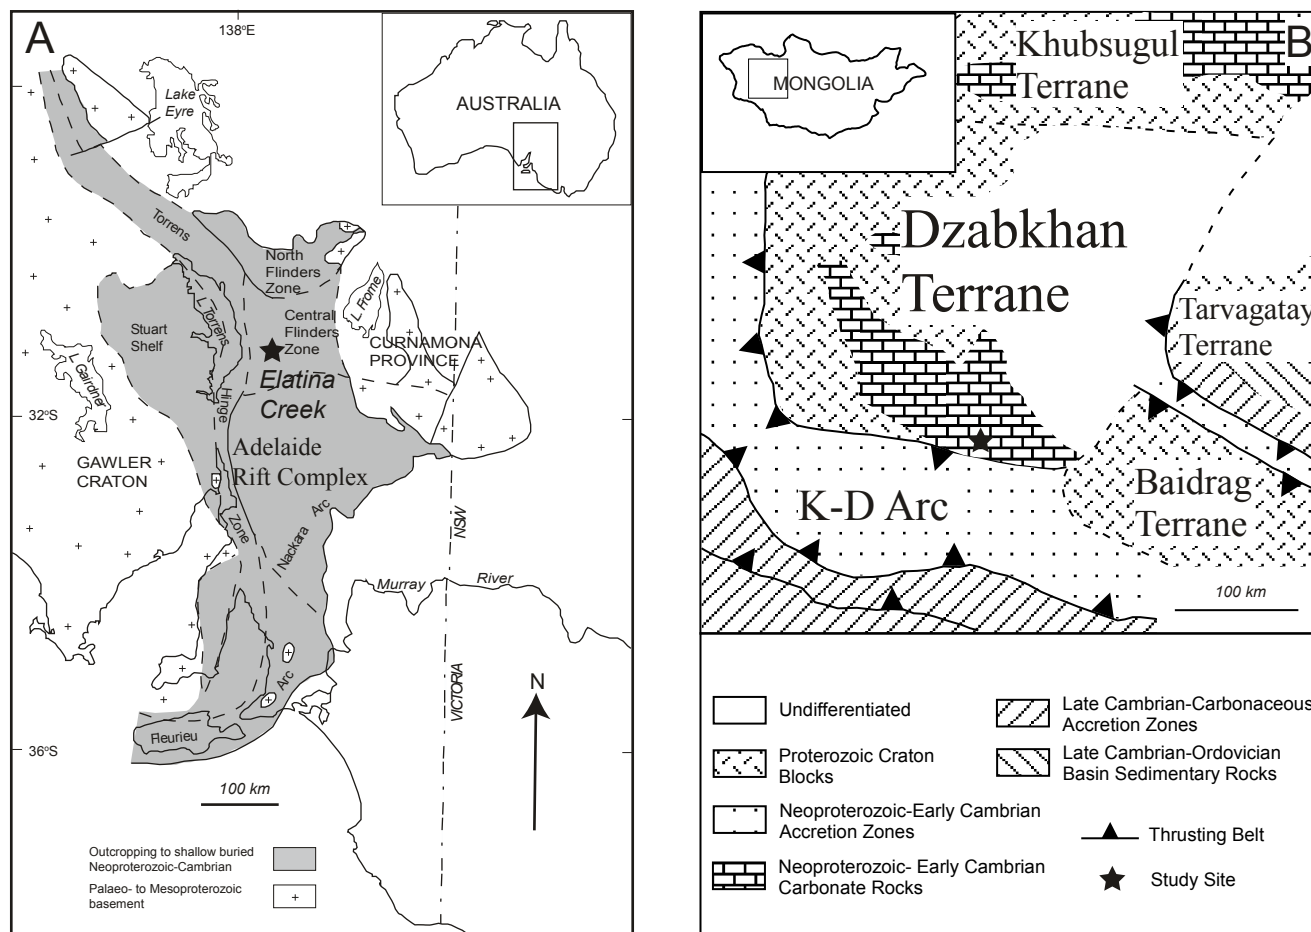 A
138°E
Lake
Eyre
AUSTRALIA
Torrens
North
Flinders
Zone
L. Torrens
Central
Flinders
Zone
L. Frome
Stuart
Shelf
CURNAMONA
PROVINCE
L. Gairdner
Elatina
Creek
Hinge
32°S
Adelaide
Rift Complex
GAWLER
CRATON
Zone
Nackara
Arc
NSW
Murray
River
Arc
VICTORIA
N
36°S
Fleurieu
100 km
Outcropping to shallow buried
Neoproterozoic-Cambrian
Palaeo- to Mesoproterozoic
basement
B
MONGOLIA
Khubsugul
Terrane
Dzabkhan
Terrane
Tarvagatay
Terrane
K-D Arc
Baidrag
Terrane
100 km
Undifferentiated
Proterozoic Craton
Blocks
Neoproterozoic-Early Cambrian
Accretion Zones
Neoproterozoic- Early Cambrian
Carbonate Rocks
Late Cambrian-Carbonaceous
Accretion Zones
Late Cambrian-Ordovician
Basin Sedimentary Rocks
Thrusting Belt
Study Site